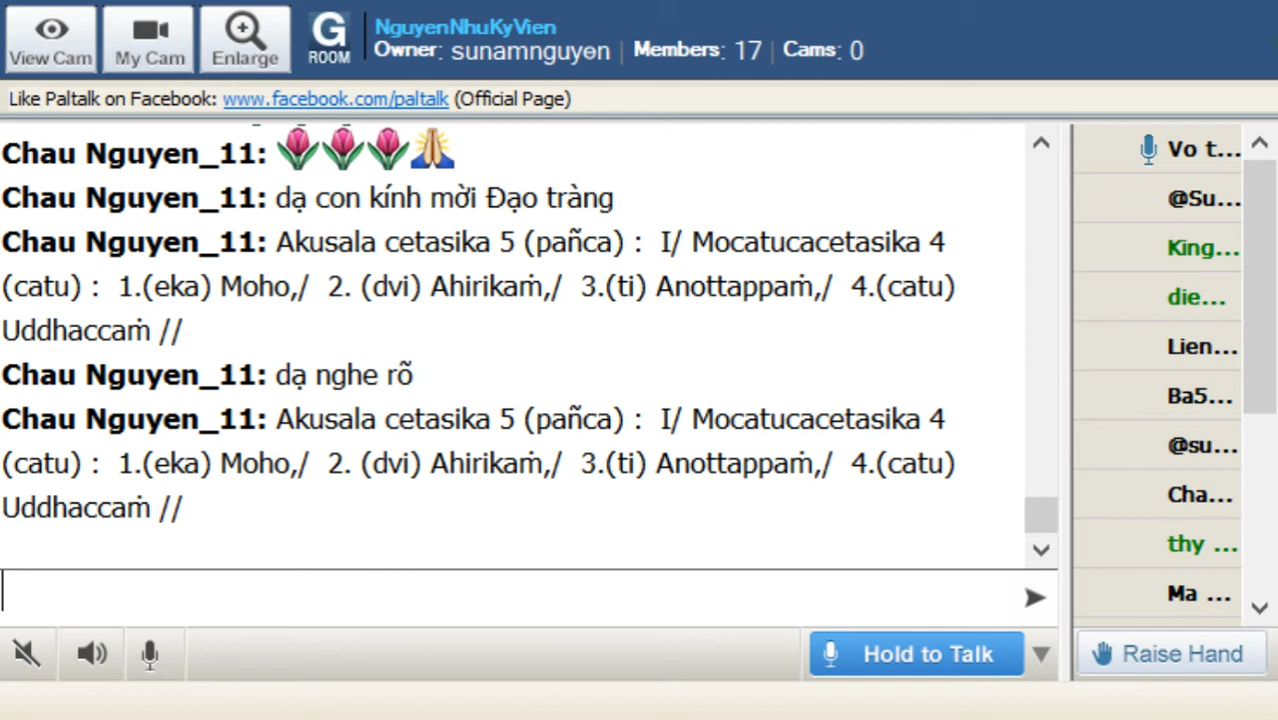 NguyenNhuKyVien
View Cam
My Cam
Enlarge
G
ROOM
Owner: sunamnguyen | Members: 17 | Cams: 0
Like Paltalk on Facebook: www.facebook.com/paltalk (Official Page)
Chau Nguyen_11: 🌷🌷🌷🙏
Chau Nguyen_11: dạ con kính mời Đạo tràng
Chau Nguyen_11: Akusala cetasika 5 (pañca) : I/ Mocatucacetasika 4
(catu) : 1.(eka) Moho,/ 2. (dvi) Ahirikaṁ,/ 3.(ti) Anottappaṁ,/ 4.(catu)
Uddhaccaṁ //
Chau Nguyen_11: dạ nghe rõ
Chau Nguyen_11: Akusala cetasika 5 (pañca) : I/ Mocatucacetasika 4
(catu) : 1.(eka) Moho,/ 2. (dvi) Ahirikaṁ,/ 3.(ti) Anottappaṁ,/ 4.(catu)
Uddhaccaṁ //
Vo t...
@Su...
King...
die...
Lien...
Ba5...
@su...
Cha...
thy ...
Ma ...
Hold to Talk
Raise Hand